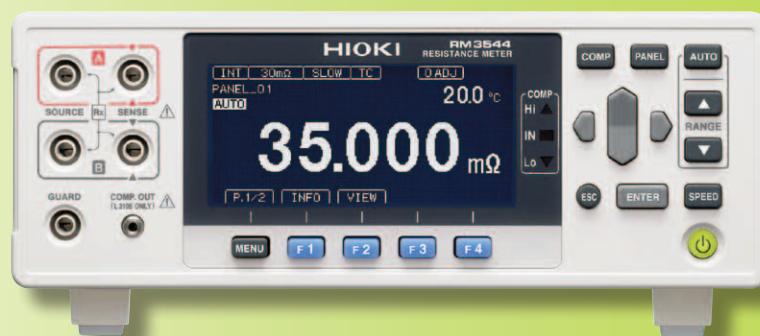 HIOKI
RM3544
RESISTANCE METER
INT 30mΩ SLOW TC 0 ADJ
PANEL_01 20.0 °C
AUTO
35.000 mΩ
P.1/2 INFO VIEW
COMP
Hi
IN
Lo
A
SOURCE Rx SENSE
B
GUARD COMP. OUT
(L2105 ONLY)
MENU F1 F2 F3 F4
COMP PANEL AUTO
RANGE
ESC ENTER SPEED